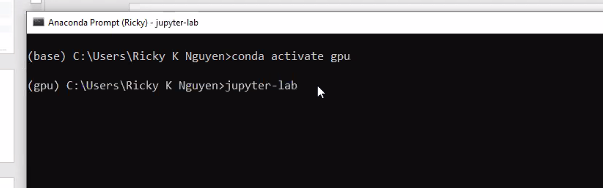 Anaconda Prompt (Ricky) - jupyter-lab
(base) C:\Users\Ricky K Nguyen>conda activate gpu
(gpu) C:\Users\Ricky K Nguyen>jupyter-lab